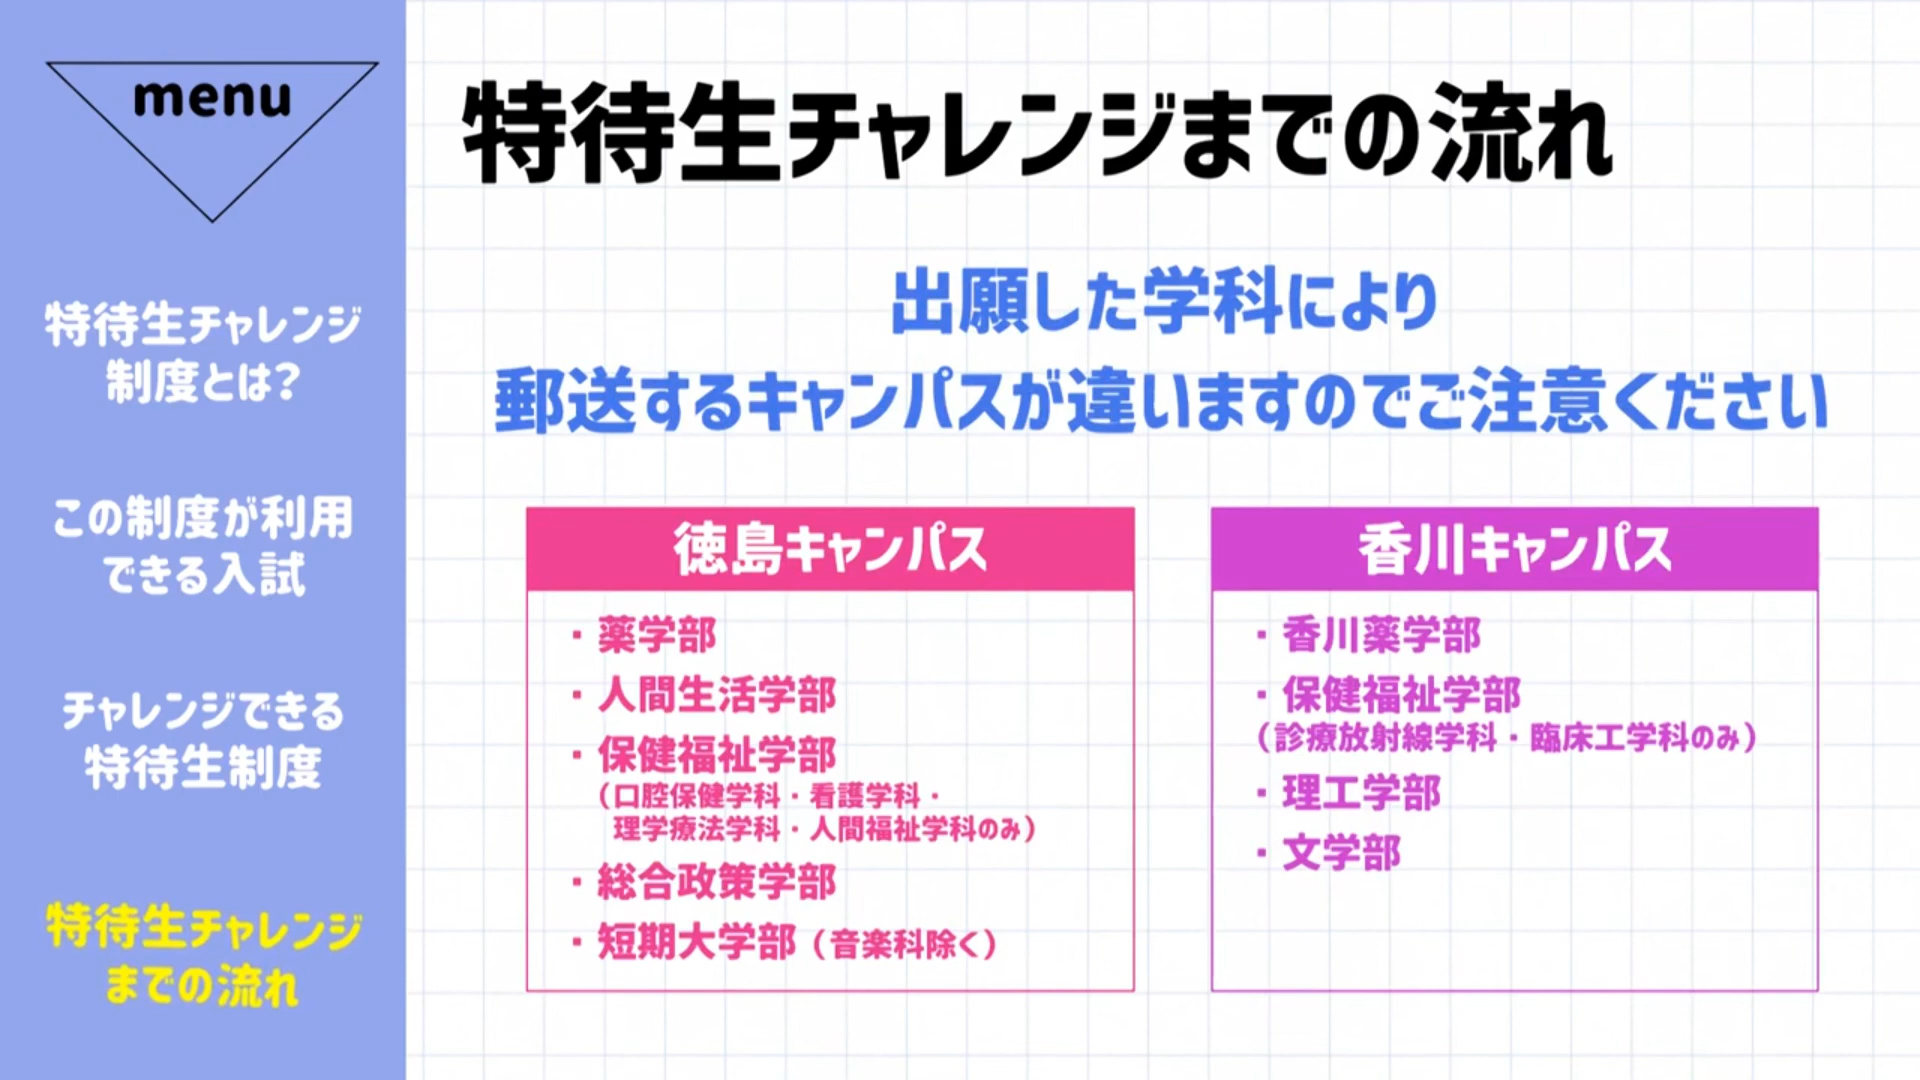 menu
特待生チャレンジ
制度とは？
この制度が利用
できる入試
チャレンジできる
特待生制度
特待生チャレンジ
までの流れ
特待生チャレンジまでの流れ
出願した学科により
郵送するキャンパスが違いますのでご注意ください
徳島キャンパス
・薬学部
・人間生活学部
・保健福祉学部
（口腔保健学科・看護学科・
理学療法学科・人間福祉学科のみ）
・総合政策学部
・短期大学部（音楽科除く）
香川キャンパス
・香川薬学部
・保健福祉学部
（診療放射線学科・臨床工学科のみ）
・理工学部
・文学部